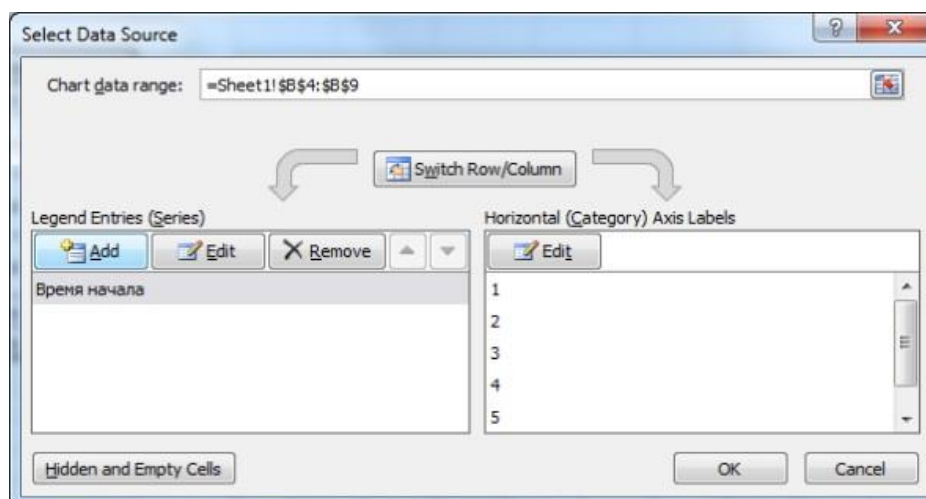 Select Data Source
Chart data range: =Sheet1!$B$4:$B$9
Switch Row/Column
Legend Entries (Series)
Add Edit Remove
Время начала
Horizontal (Category) Axis Labels
Edit
1
2
3
4
5
Hidden and Empty Cells
OK Cancel